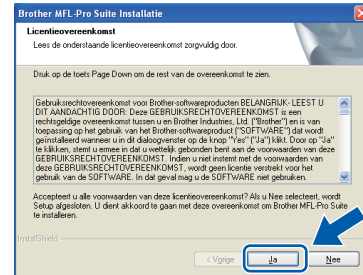 Brother MFL-Pro Suite Installatie
Licentieovereenkomst
Lees de onderstaande licentieovereenkomst zorgvuldig door.
Druk op de toets Page Down om de rest van de overeenkomst te zien.
Gebruiksrechtovereenkomst voor Brother-softwareproducten BELANGRIJK- LEEST U
DIT AANDACHTIG DOOR: Deze GEBRUIKSRECHTOVEREENKOMST is een
rechtsgeldige overeenkomst tussen u en Brother Industries, Ltd. ("Brother") en is van
toepassing op het gebruik van het Brother-softwareproduct ("SOFTWARE") dat wordt
geïnstalleerd wanneer u in dit dialoogvenster op de knop "Yes" ("Ja") klikt. Door op "Ja"
te klikken, stemt u ermee in dat u wettelijk gebonden bent aan de voorwaarden van deze
GEBRUIKSRECHTOVEREENKOMST. Indien u niet instemt met de voorwaarden van
deze GEBRUIKSRECHTOVEREENKOMST, wordt geen licentie verstrekt voor het
gebruik van de SOFTWARE. In dat geval mag u de SOFTWARE niet gebruiken.
Accepteert u alle voorwaarden van deze licentieovereenkomst? Als u Nee selecteert, wordt
Setup afgesloten. U dient akkoord te gaan met deze overeenkomst om Brother MFL-Pro Suite
te installeren.
InstallShield
< Vorige Ja Nee